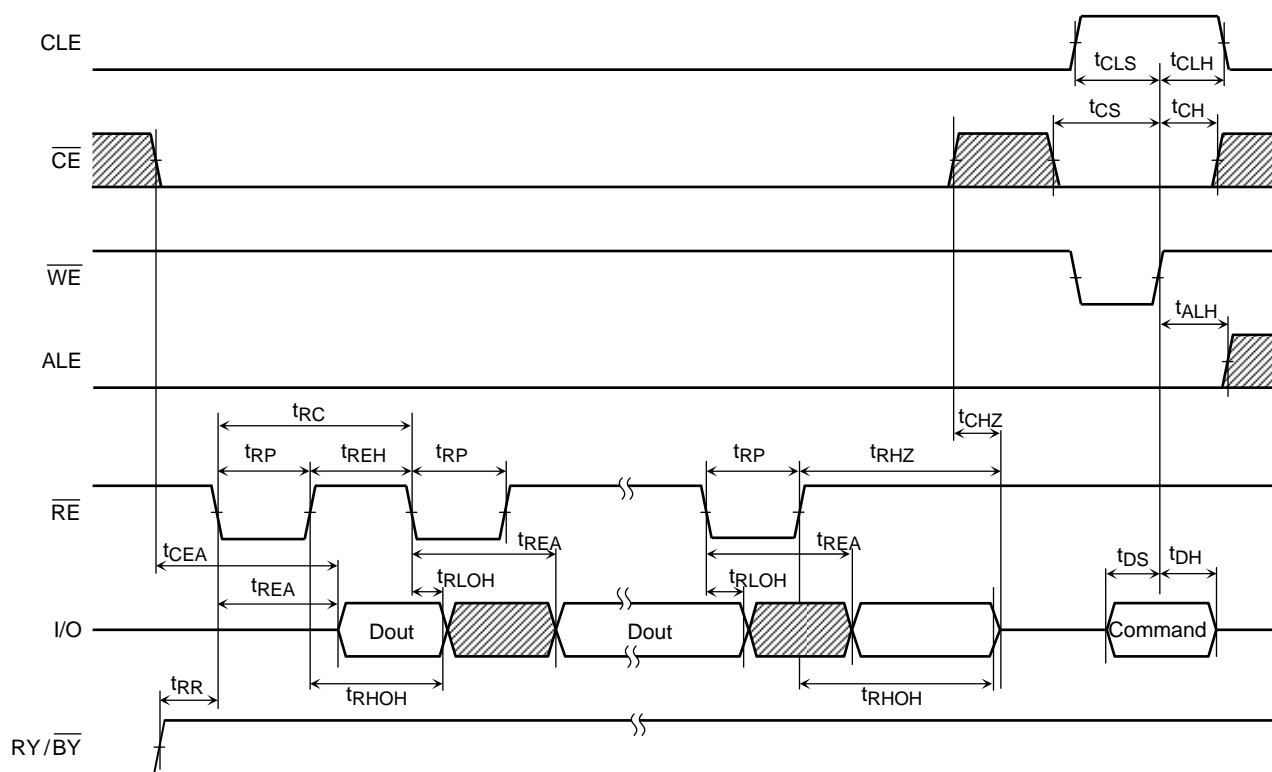 CLE
tCLS tCLH
tCS tCH
CE
WE
tALH
ALE
tRC
tCHZ
tRP tREH tRP tRP tRHZ
RE
tCEA tREA tREA
tREA tRLOH tRLOH tDS tDH
I/O Dout Dout Command
tRR tRHOH tRHOH
RY/BY